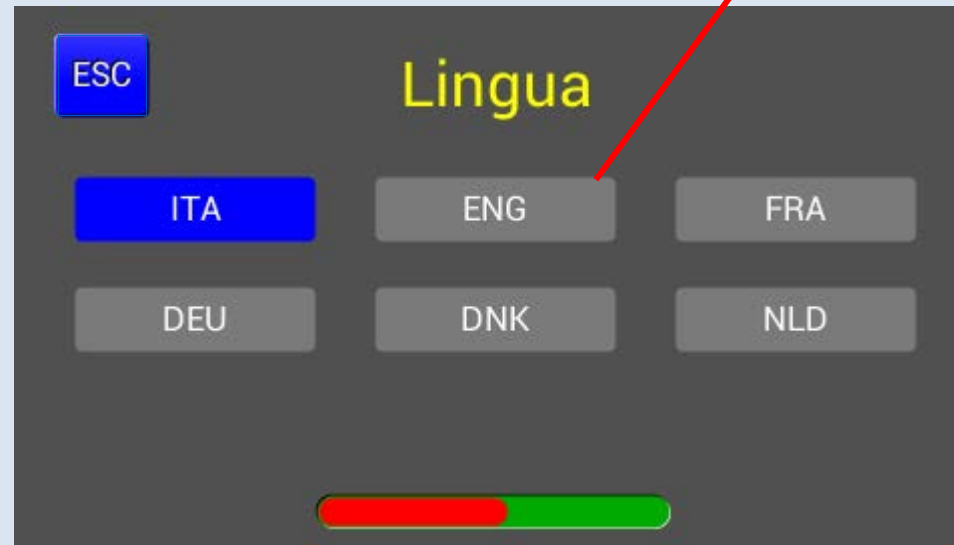 ESC
Lingua
ITA
ENG
FRA
DEU
DNK
NLD